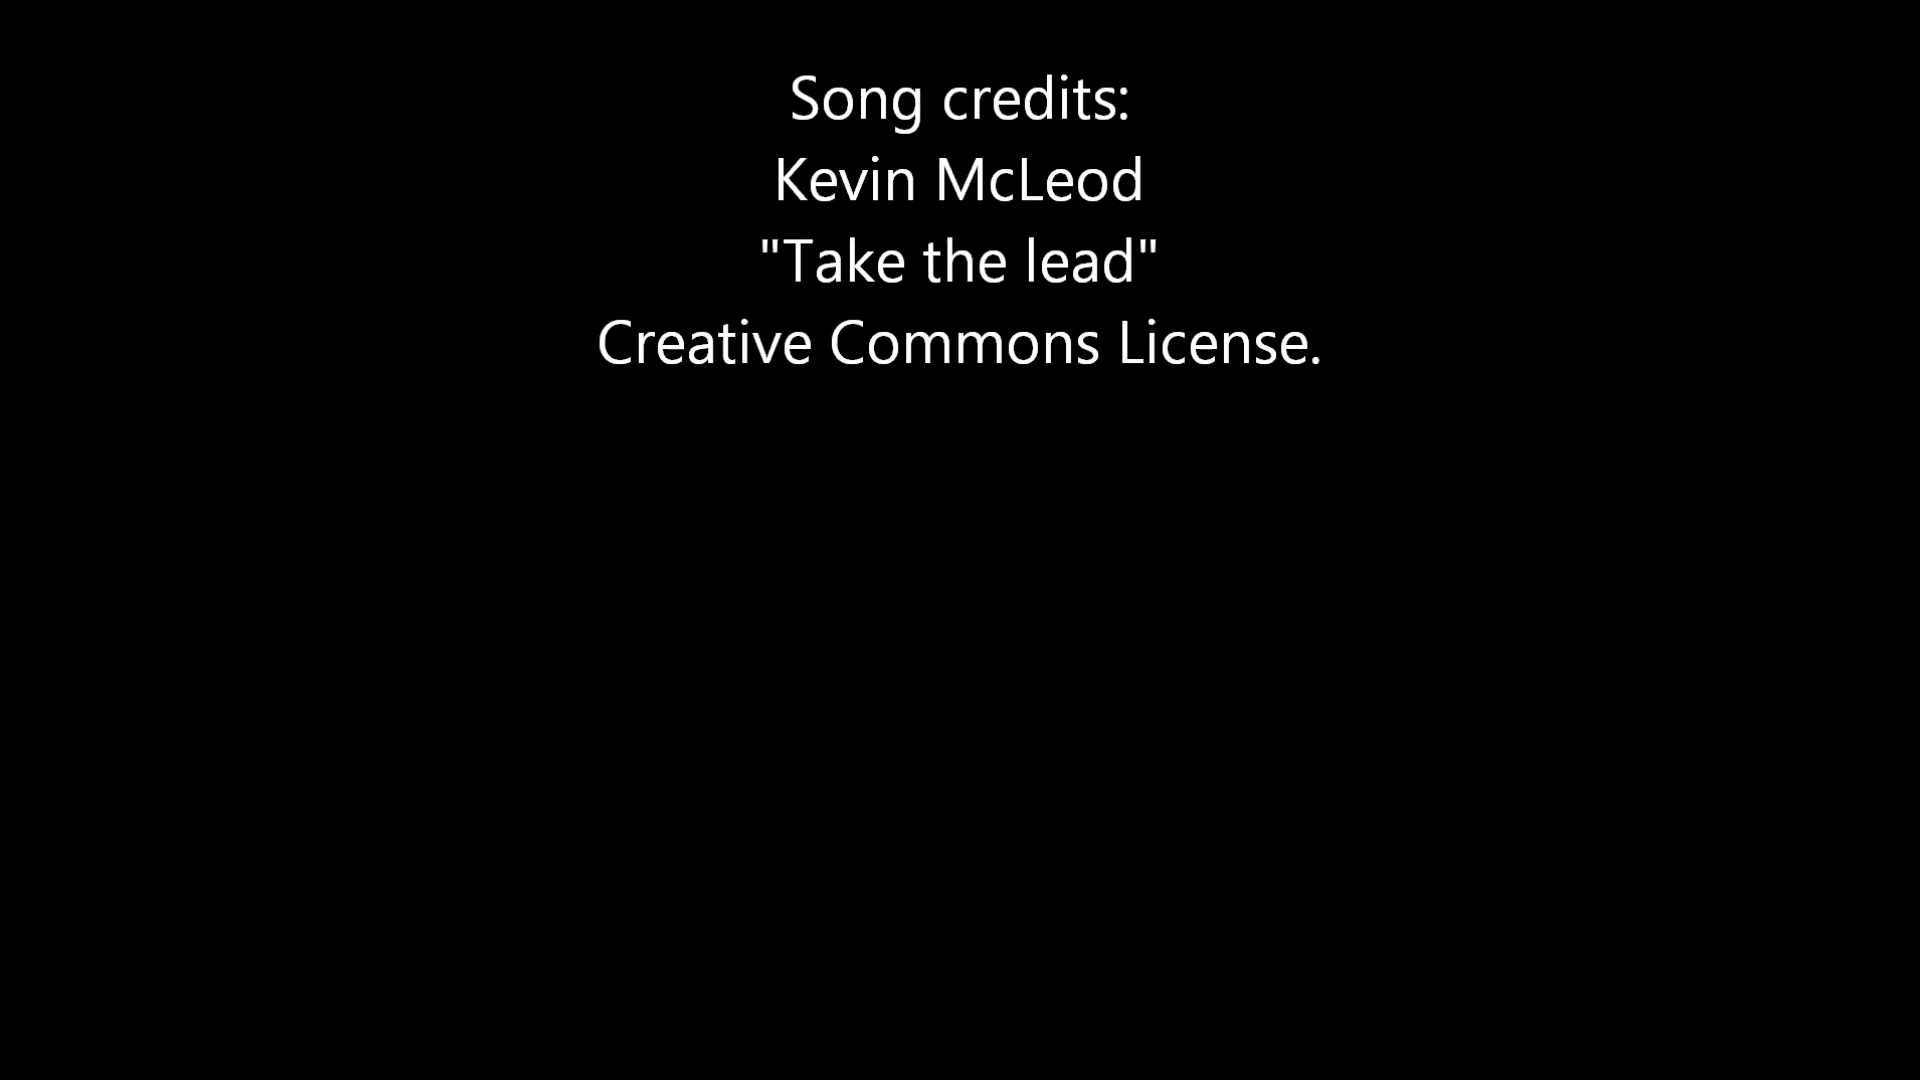 Song credits:
Kevin McLeod
"Take the lead"
Creative Commons License.